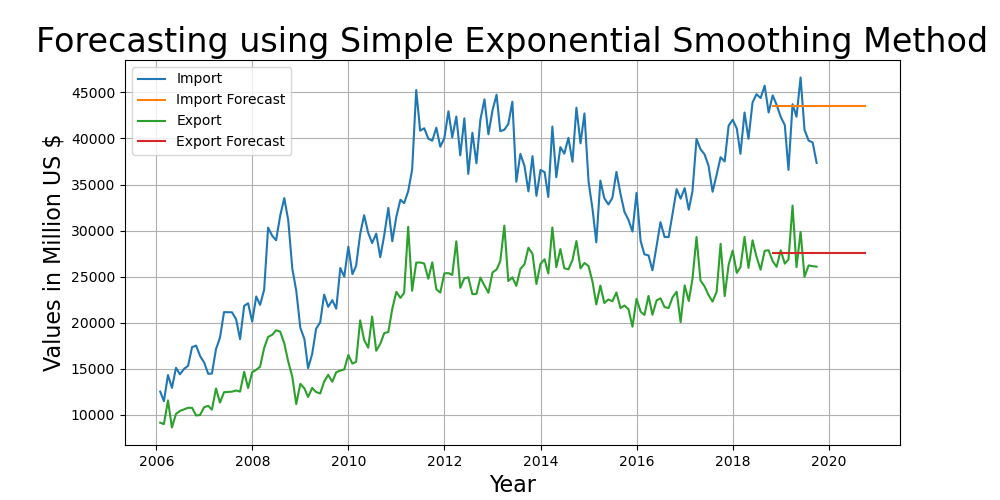 Forecasting using Simple Exponential Smoothing Method
Import
Import Forecast
Export
Export Forecast
Values in Million US $
45000
40000
35000
30000
25000
20000
15000
10000
2006 2008 2010 2012 2014 2016 2018 2020
Year